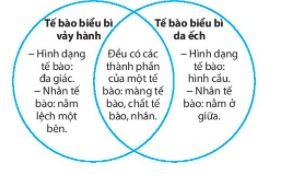 Tế bào biểu bì
vảy hành
– Hình dạng
tế bào:
đa giác.
– Nhân tế
bào: nằm
lệch một
bên.
Đều có các
thành phần
của một tế
bào: màng tế
bào, chất tế
bào, nhân.
Tế bào biểu bì
da ếch
– Hình dạng
tế bào:
hình cầu.
– Nhân tế
bào: nằm ở
giữa.